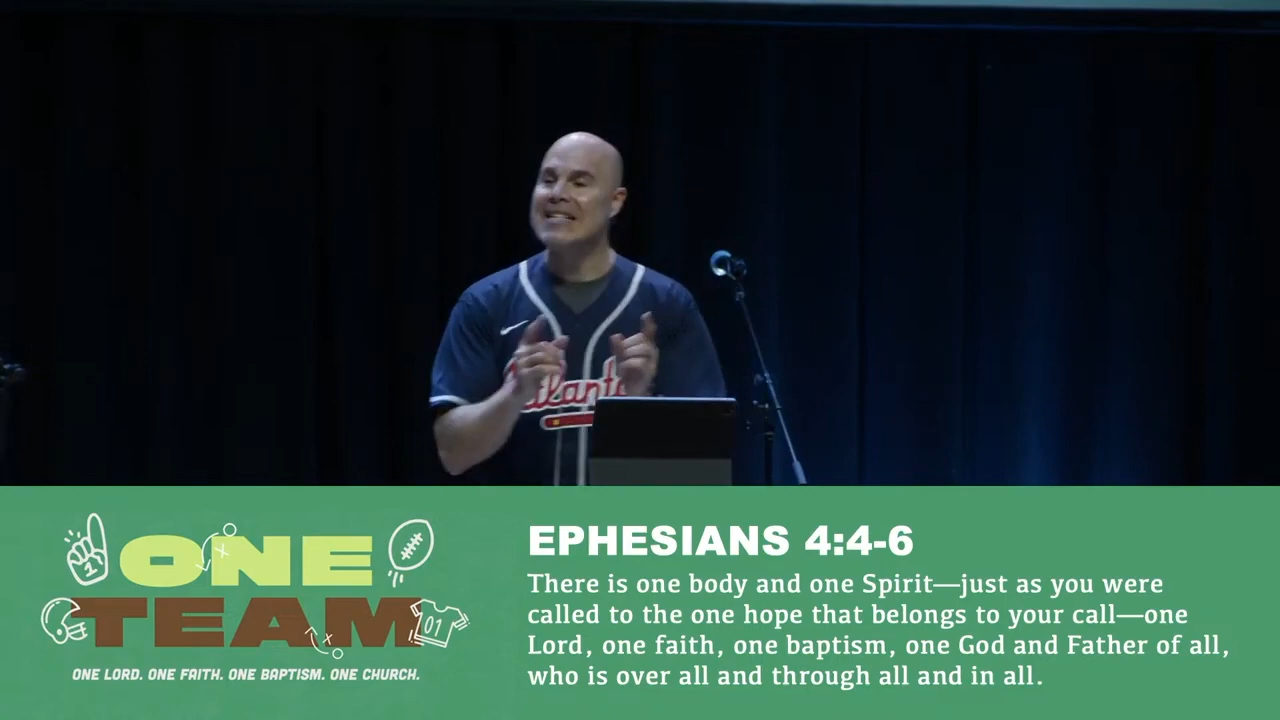 Atlanta
ONE
TEAM
1
01
ONE LORD. ONE FAITH. ONE BAPTISM. ONE CHURCH.
EPHESIANS 4:4-6
There is one body and one Spirit—just as you were
called to the one hope that belongs to your call—one
Lord, one faith, one baptism, one God and Father of all,
who is over all and through all and in all.